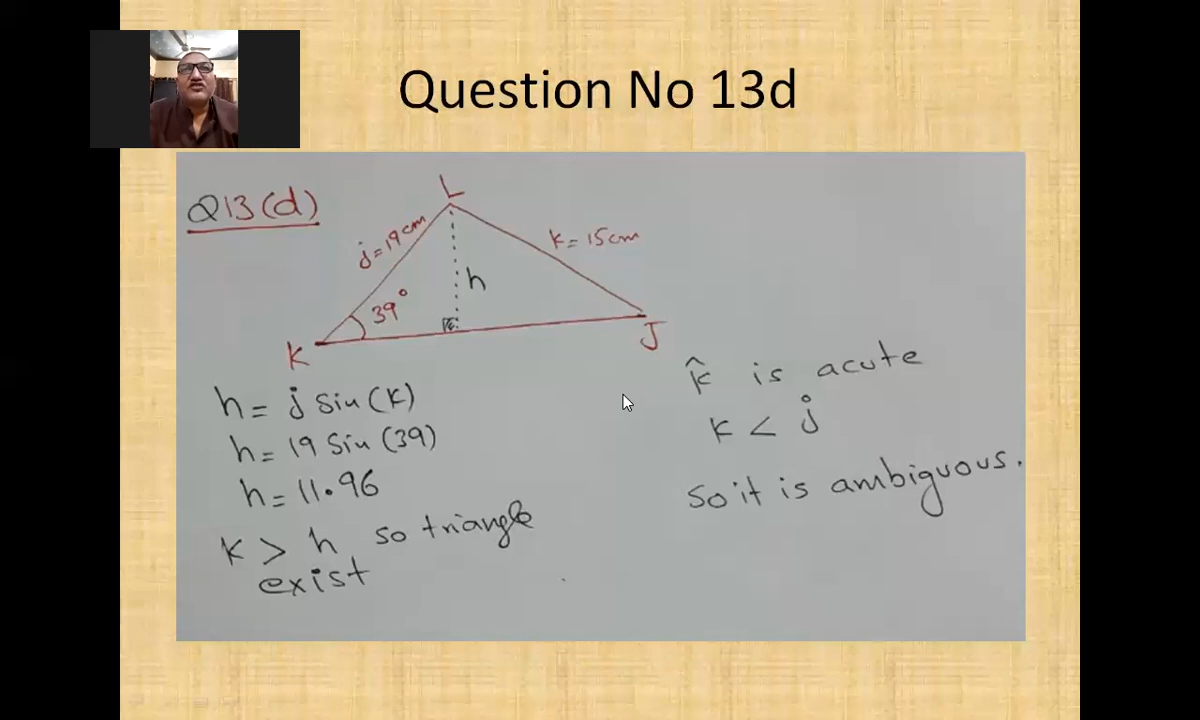 Question No 13d
Q13(d)
L
j=19cm
k=15cm
h
39°
K
J
h= j Sin(K)
h= 19 Sin(39)
h= 11.96
k > h so triangle
exist
K̂ is acute
k < j
So it is ambiguous.